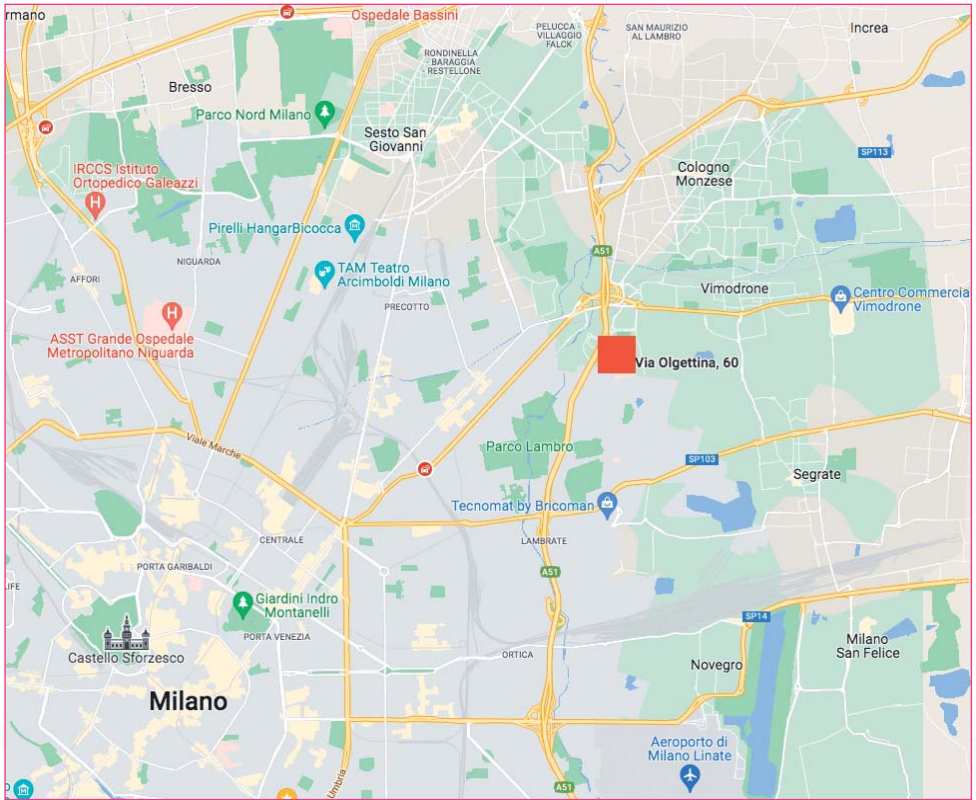 rmano
Ospedale Bassini
PELUCCA -
VILLAGGIO
FALCK
SAN MAURIZIO
AL LAMBRO
Increa
RONDINELLA
BARAGGIA
- RESTELLONE
Bresso
Parco Nord Milano
Sesto San
Giovanni
SP113
Cologno
Monzese
IRCCS Istituto
Ortopedico Galeazzi
H
Pirelli HangarBicocca
A51
NIGUARDA
TAM Teatro
Arcimboldi Milano
AFFORI
Vimodrone
Centro Commercia
Vimodrone
PRECOTTO
H
ASST Grande Ospedale
Metropolitano Niguarda
Via Olgettina, 60
Viale Marche
Parco Lambro
SP103
Segrate
Tecnomat by Bricoman
CENTRALE
LAMBRATE
PORTA GARIBALDI
A51
LIFE
Giardini Indro
Montanelli
SP14
PORTA VENEZIA
Milano
San Felice
Castello Sforzesco
ORTICA
Novegro
Milano
Aeroporto di
Milano Linate
Umbria
A51